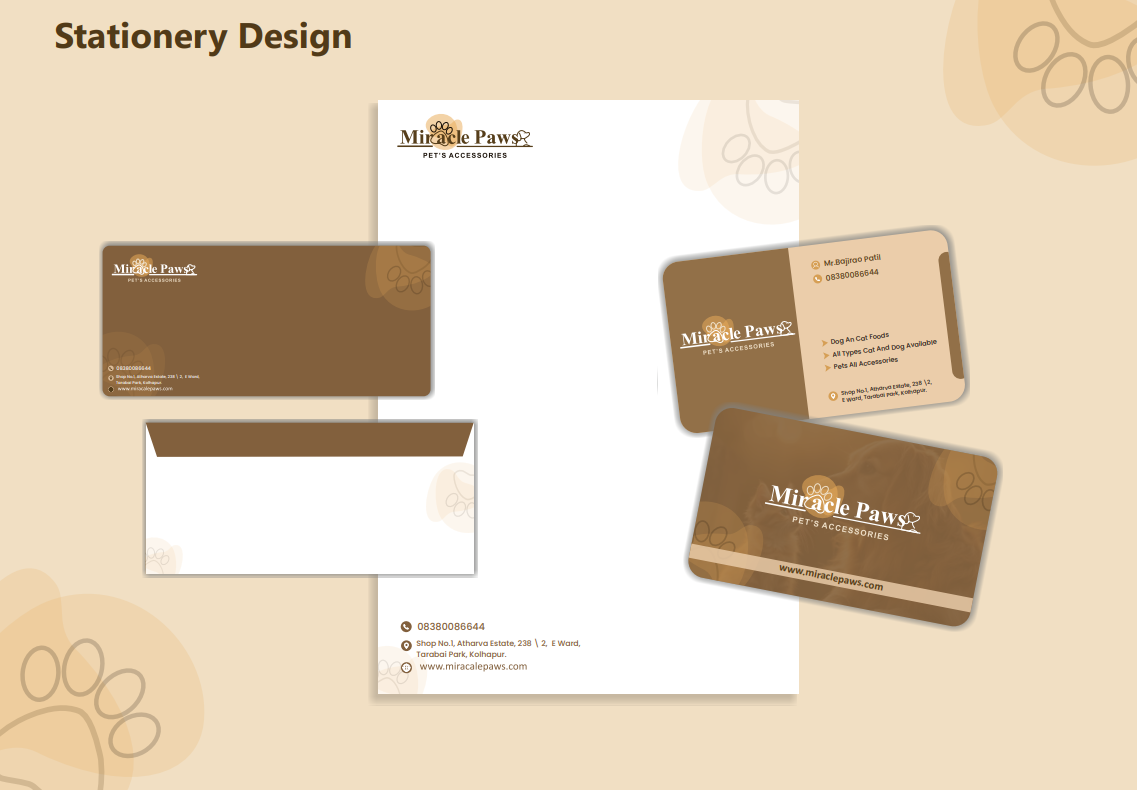 Stationery Design
Miracle Paws
PET'S ACCESSORIES
08380086644
Shop No.1, Atharva Estate, 238 \ 2, E Ward,
Tarabai Park, Kolhapur.
www.miracalepaws.com
Miracle Paws
PET'S ACCESSORIES
08380086644
Shop No.1, Atharva Estate, 238 \ 2, E Ward,
Tarabai Park, Kolhapur.
www.miracalepaws.com
Miracle Paws
PET'S ACCESSORIES
Mr.Bajirao Patil
08380086644
Dog An Cat Foods
All Types Cat And Dog Available
Pets All Accessories
Shop No.1, Atharva Estate, 238 \2,
E Ward, Tarabai Park, Kolhapur.
Miracle Paws
PET'S ACCESSORIES
www.miraclepaws.com